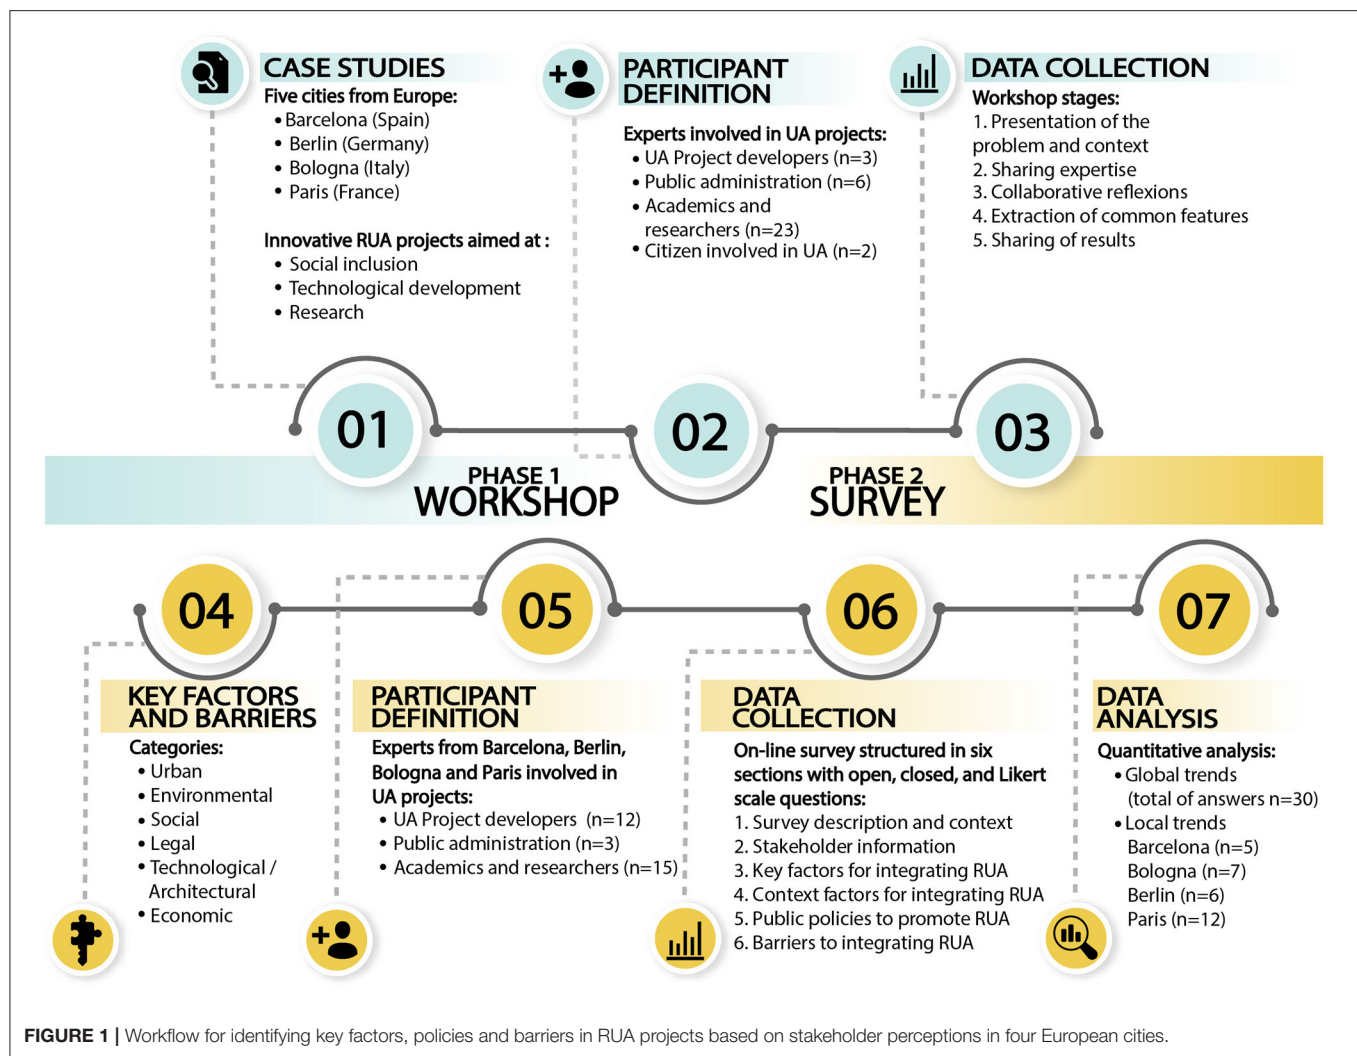 CASE STUDIES
Five cities from Europe:
• Barcelona (Spain)
• Berlin (Germany)
• Bologna (Italy)
• Paris (France)
Innovative RUA projects aimed at :
• Social inclusion
• Technological development
• Research
PARTICIPANT
DEFINITION
Experts involved in UA projects:
• UA Project developers (n=3)
• Public administration (n=6)
• Academics and
researchers (n=23)
• Citizen involved in UA (n=2)
DATA COLLECTION
Workshop stages:
1. Presentation of the
problem and context
2. Sharing expertise
3. Collaborative reflexions
4. Extraction of common features
5. Sharing of results
01
02
03
PHASE 1
WORKSHOP
PHASE 2
SURVEY
04
05
06
07
KEY FACTORS
AND BARRIERS
Categories:
• Urban
• Environmental
• Social
• Legal
• Technological /
Architectural
• Economic
PARTICIPANT
DEFINITION
Experts from Barcelona, Berlin,
Bologna and Paris involved in
UA projects:
• UA Project developers (n=12)
• Public administration (n=3)
• Academics and researchers (n=15)
DATA
COLLECTION
On-line survey structured in six
sections with open, closed, and Likert
scale questions:
1. Survey description and context
2. Stakeholder information
3. Key factors for integrating RUA
4. Context factors for integrating RUA
5. Public policies to promote RUA
6. Barriers to integrating RUA
DATA
ANALYSIS
Quantitative analysis:
• Global trends
(total of answers n=30)
• Local trends
Barcelona (n=5)
Bologna (n=7)
Berlin (n=6)
Paris (n=12)
FIGURE 1 | Workflow for identifying key factors, policies and barriers in RUA projects based on stakeholder perceptions in four European cities.